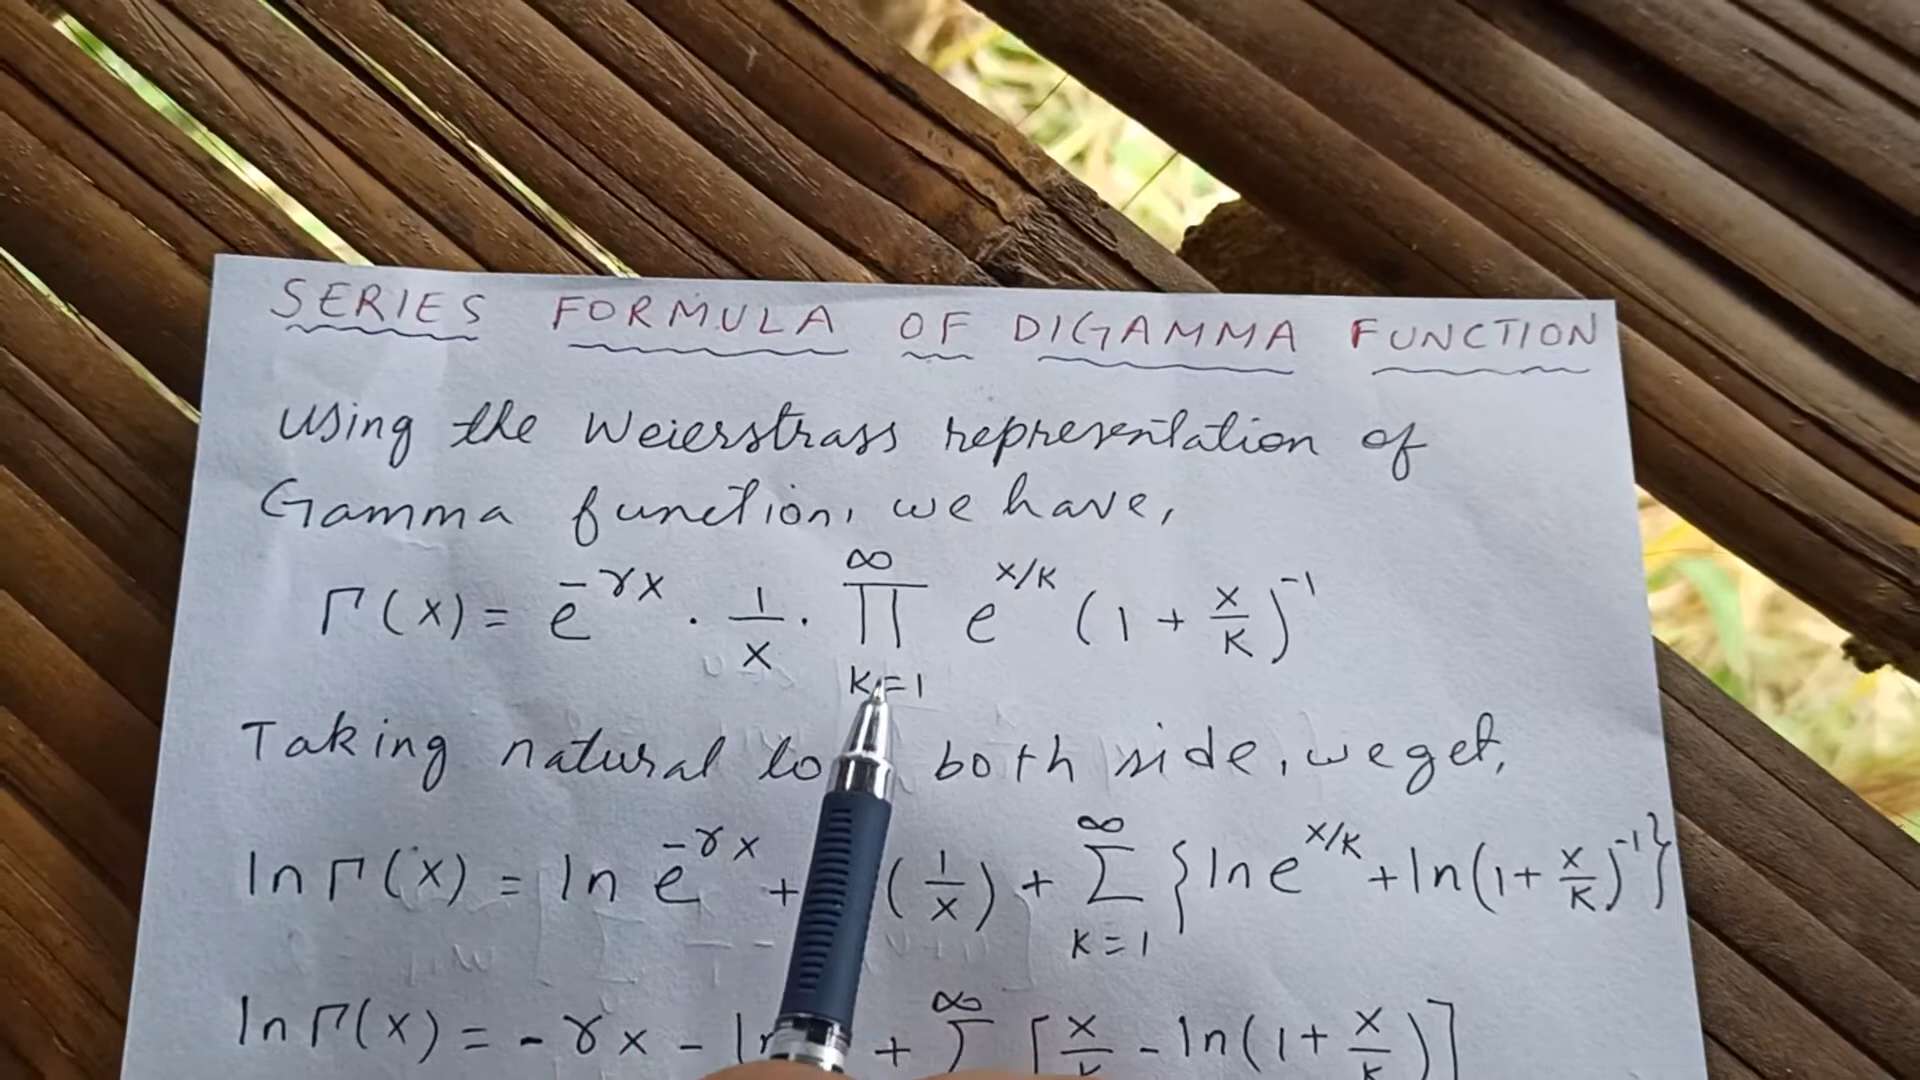 SERIES FORMULA OF DIGAMMA FUNCTION
Using the Weierstrass representation of
Gamma function, we have,
Γ(x) = e^{-γx} · 1/x · ∏_{k=1}^{∞} e^{x/k} (1 + x/k)^{-1}
Taking natural both side, we get,
ln Γ(x) = ln e^{-γx} + (1/x) + ∑_{k=1}^{∞} {ln e^{x/k} + ln(1 + x/k)^{-1}}
ln Γ(x) = - γx - + ∑^{∞} [x/k - ln(1 + x/k)]